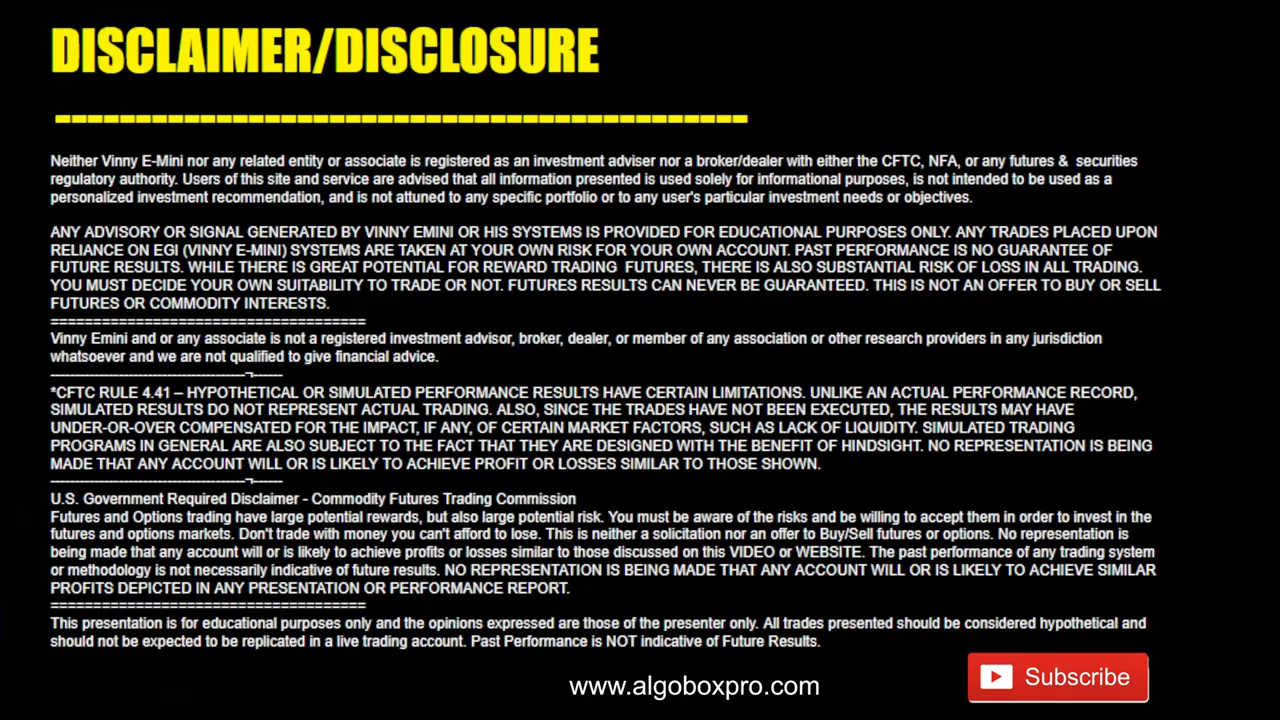 DISCLAIMER/DISCLOSURE
-------------------------------------------
Neither Vinny E-Mini nor any related entity or associate is registered as an investment adviser nor a broker/dealer with either the CFTC, NFA, or any futures &  securities
regulatory authority. Users of this site and service are advised that all information presented is used solely for informational purposes, is not intended to be used as a
personalized investment recommendation, and is not attuned to any specific portfolio or to any user's particular investment needs or objectives.
ANY ADVISORY OR SIGNAL GENERATED BY VINNY EMINI OR HIS SYSTEMS IS PROVIDED FOR EDUCATIONAL PURPOSES ONLY. ANY TRADES PLACED UPON
RELIANCE ON EGI (VINNY E-MINI) SYSTEMS ARE TAKEN AT YOUR OWN RISK FOR YOUR OWN ACCOUNT. PAST PERFORMANCE IS NO GUARANTEE OF
FUTURE RESULTS. WHILE THERE IS GREAT POTENTIAL FOR REWARD TRADING  FUTURES, THERE IS ALSO SUBSTANTIAL RISK OF LOSS IN ALL TRADING.
YOU MUST DECIDE YOUR OWN SUITABILITY TO TRADE OR NOT. FUTURES RESULTS CAN NEVER BE GUARANTEED. THIS IS NOT AN OFFER TO BUY OR SELL
FUTURES OR COMMODITY INTERESTS.
=====================================
Vinny Emini and or any associate is not a registered investment advisor, broker, dealer, or member of any association or other research providers in any jurisdiction
whatsoever and we are not qualified to give financial advice.
----------------------------------------¬------
*CFTC RULE 4.41 – HYPOTHETICAL OR SIMULATED PERFORMANCE RESULTS HAVE CERTAIN LIMITATIONS. UNLIKE AN ACTUAL PERFORMANCE RECORD,
SIMULATED RESULTS DO NOT REPRESENT ACTUAL TRADING. ALSO, SINCE THE TRADES HAVE NOT BEEN EXECUTED, THE RESULTS MAY HAVE
UNDER-OR-OVER COMPENSATED FOR THE IMPACT, IF ANY, OF CERTAIN MARKET FACTORS, SUCH AS LACK OF LIQUIDITY. SIMULATED TRADING
PROGRAMS IN GENERAL ARE ALSO SUBJECT TO THE FACT THAT THEY ARE DESIGNED WITH THE BENEFIT OF HINDSIGHT. NO REPRESENTATION IS BEING
MADE THAT ANY ACCOUNT WILL OR IS LIKELY TO ACHIEVE PROFIT OR LOSSES SIMILAR TO THOSE SHOWN.
----------------------------------------¬------
U.S. Government Required Disclaimer - Commodity Futures Trading Commission
Futures and Options trading have large potential rewards, but also large potential risk. You must be aware of the risks and be willing to accept them in order to invest in the
futures and options markets. Don't trade with money you can't afford to lose. This is neither a solicitation nor an offer to Buy/Sell futures or options. No representation is
being made that any account will or is likely to achieve profits or losses similar to those discussed on this VIDEO or WEBSITE. The past performance of any trading system
or methodology is not necessarily indicative of future results. NO REPRESENTATION IS BEING MADE THAT ANY ACCOUNT WILL OR IS LIKELY TO ACHIEVE SIMILAR
PROFITS DEPICTED IN ANY PRESENTATION OR PERFORMANCE REPORT.
=====================================
This presentation is for educational purposes only and the opinions expressed are those of the presenter only. All trades presented should be considered hypothetical and
should not be expected to be replicated in a live trading account. Past Performance is NOT indicative of Future Results.
www.algoboxpro.com
Subscribe